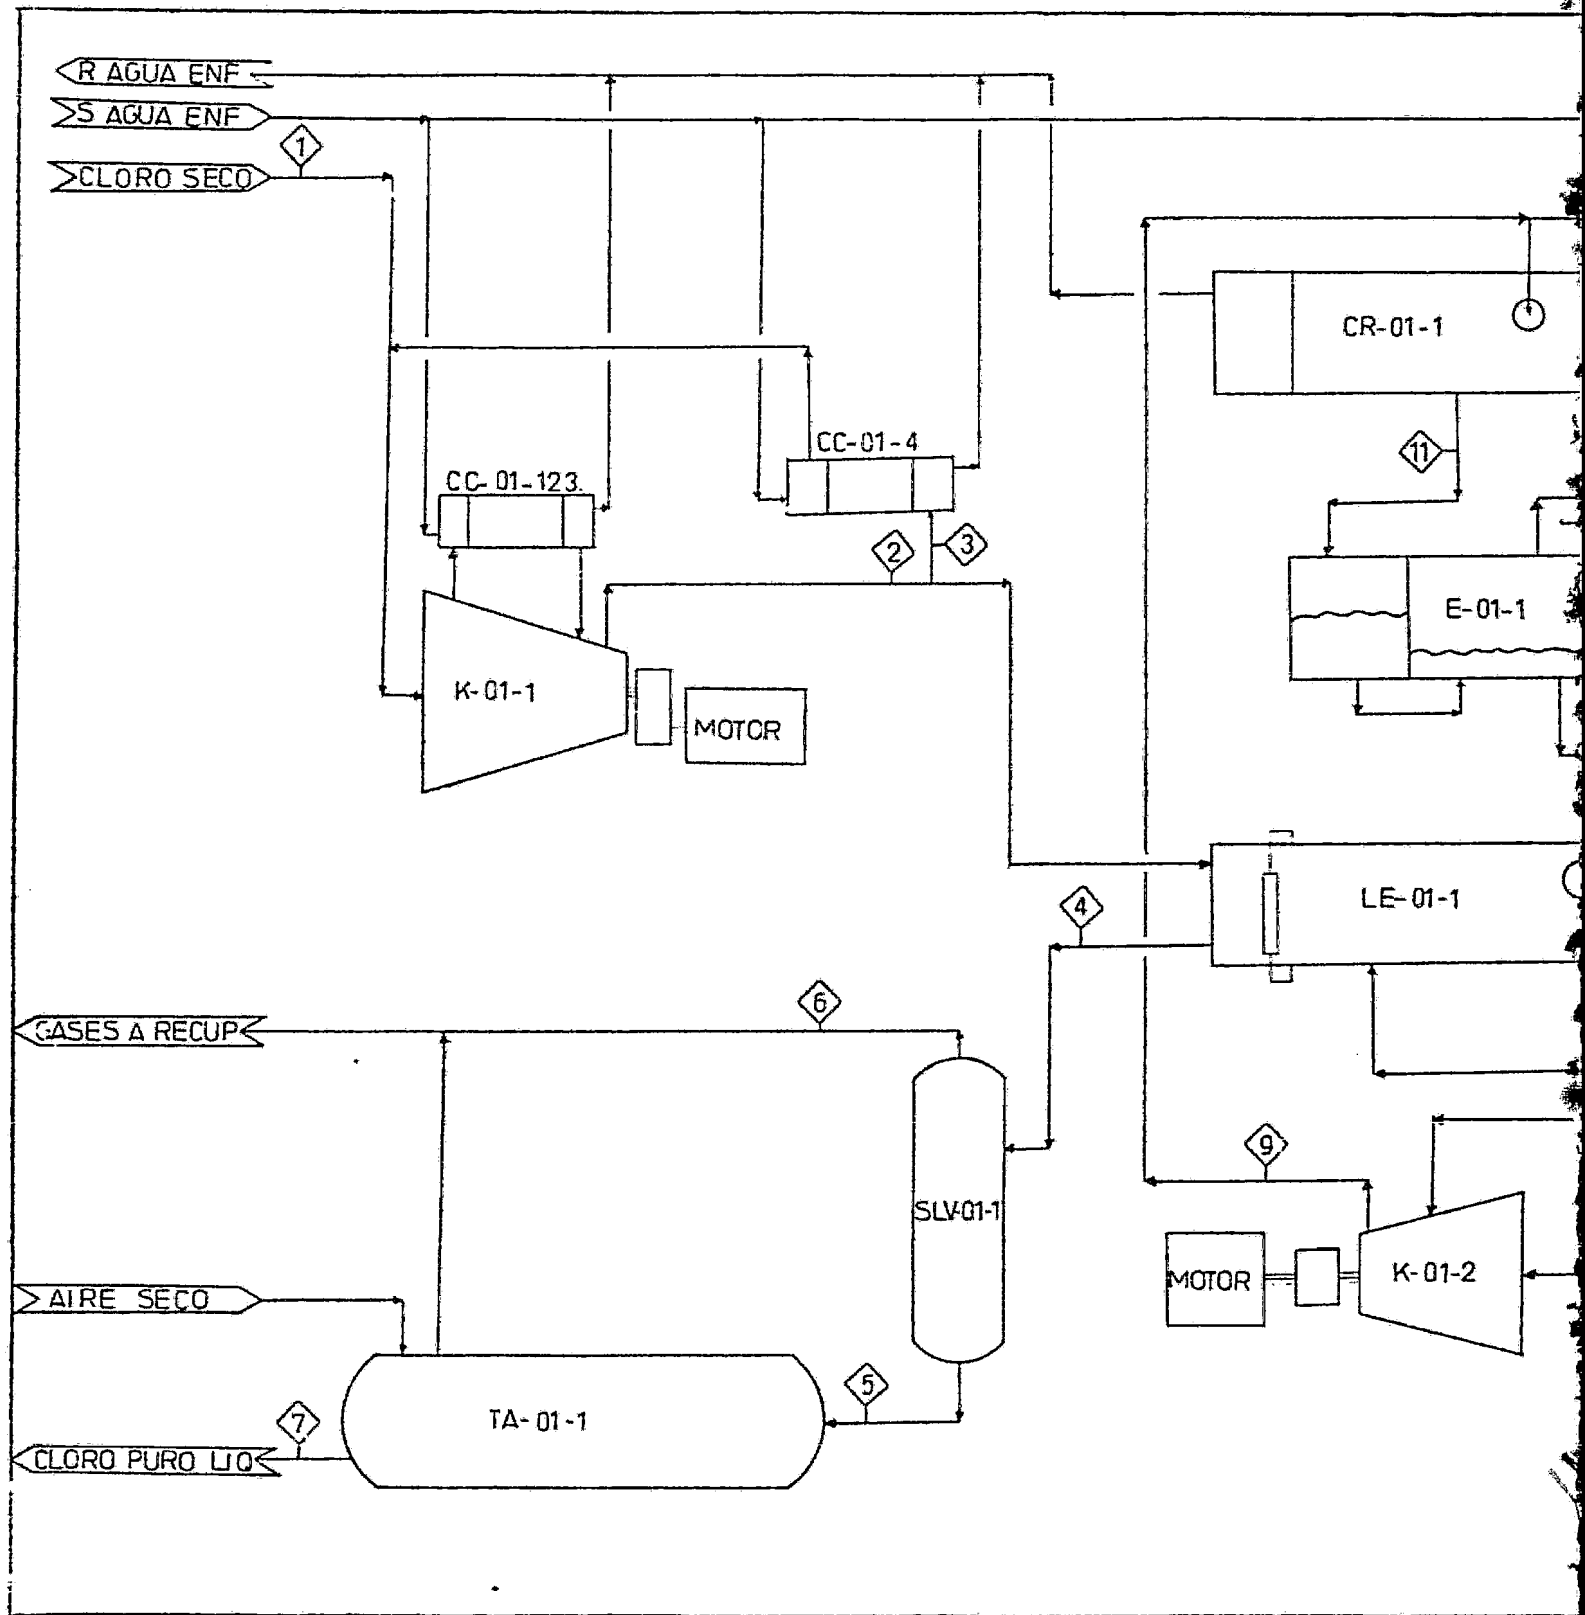 R AGUA ENF
S AGUA ENF
1
CLORO SECO
CR-01-1
CC-01-4
11
CC-01-123.
2
3
E-01-1
K-01-1
MOTOR
LE-01-1
4
6
GASES A RECUP
9
SLV-01-1
K-01-2
MOTOR
AIRE SECO
5
TA-01-1
7
CLORO PURO LIQ